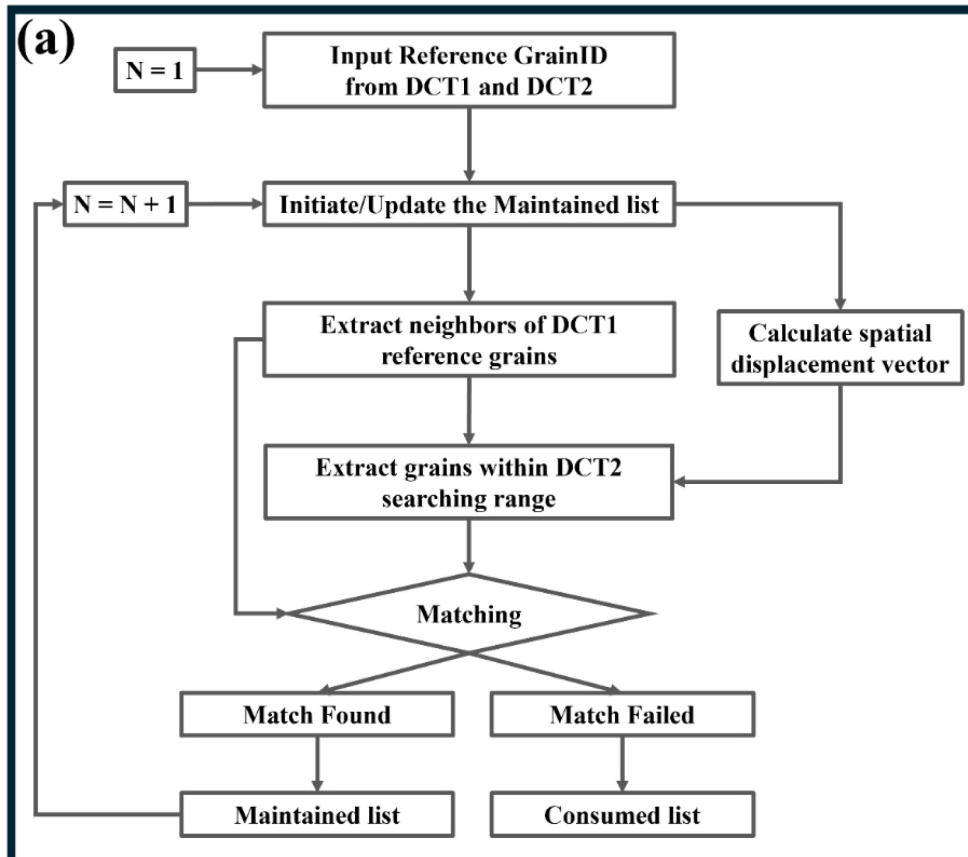 (a)
N = 1
Input Reference GrainID
from DCT1 and DCT2
N = N + 1
Initiate/Update the Maintained list
Extract neighbors of DCT1
reference grains
Calculate spatial
displacement vector
Extract grains within DCT2
searching range
Matching
Match Found
Match Failed
Maintained list
Consumed list